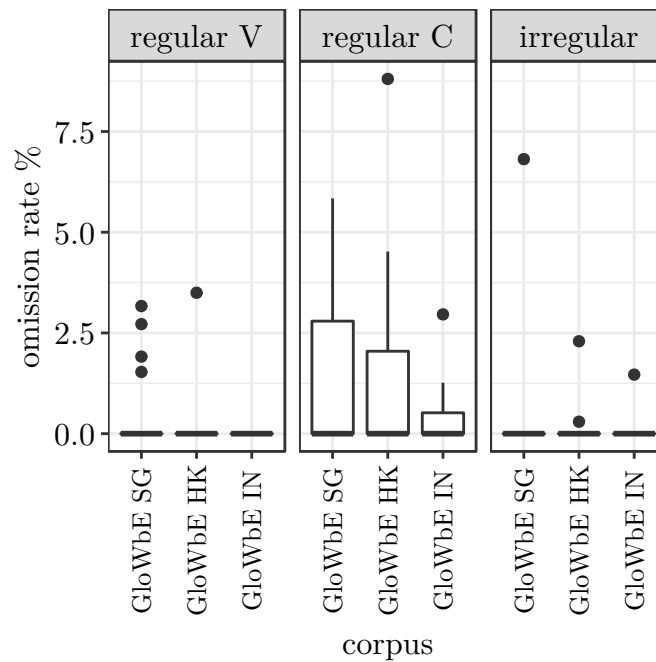 regular V regular C irregular
omission rate %
7.5
5.0
2.5
0.0
GloWbE SG
GloWbE HK
GloWbE IN
GloWbE SG
GloWbE HK
GloWbE IN
GloWbE SG
GloWbE HK
GloWbE IN
corpus